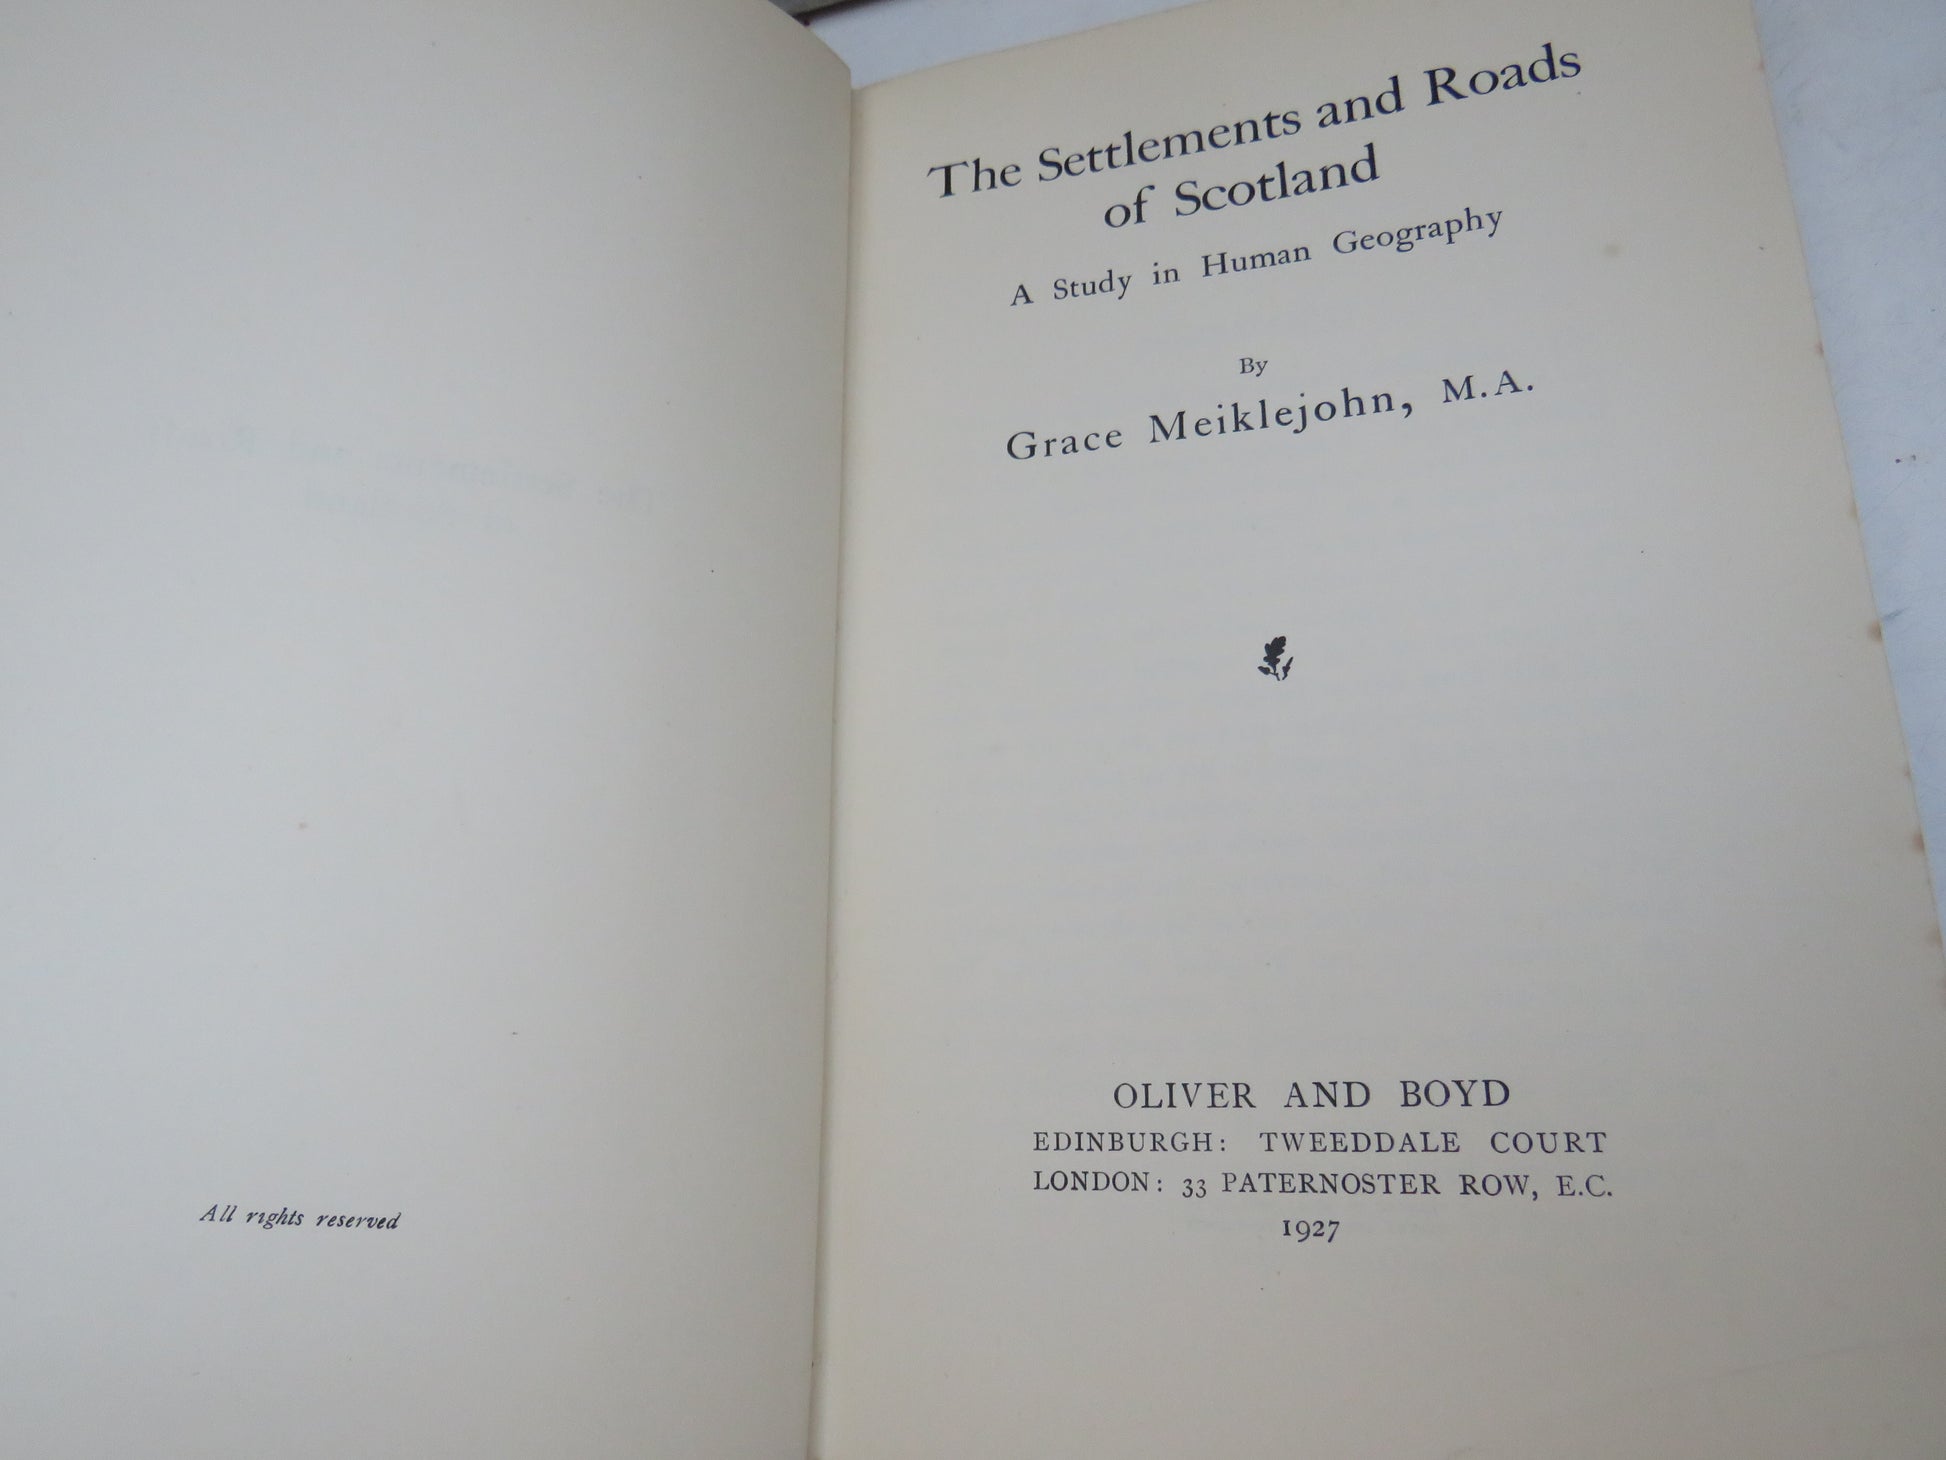 All rights reserved
The Settlements and Roads
of Scotland
A Study in Human Geography
By
Grace Meiklejohn, M.A.
OLIVER AND BOYD
EDINBURGH: TWEEDDALE COURT
LONDON: 33 PATERNOSTER ROW, E.C.
1927